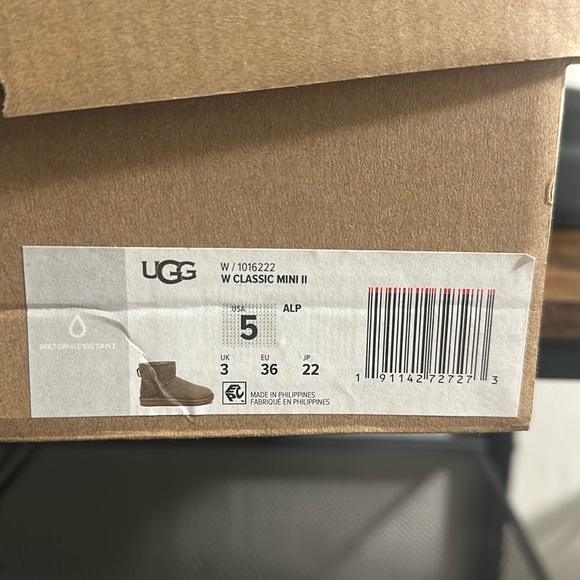 UGG
W / 1016222
W CLASSIC MINI II
USA
5
ALP
UK EU JP
3 36 22
WATER-RESISTANT
MADE IN PHILIPPINES
FABRIQUÉ EN PHILIPPINES
1 91142 72727 3